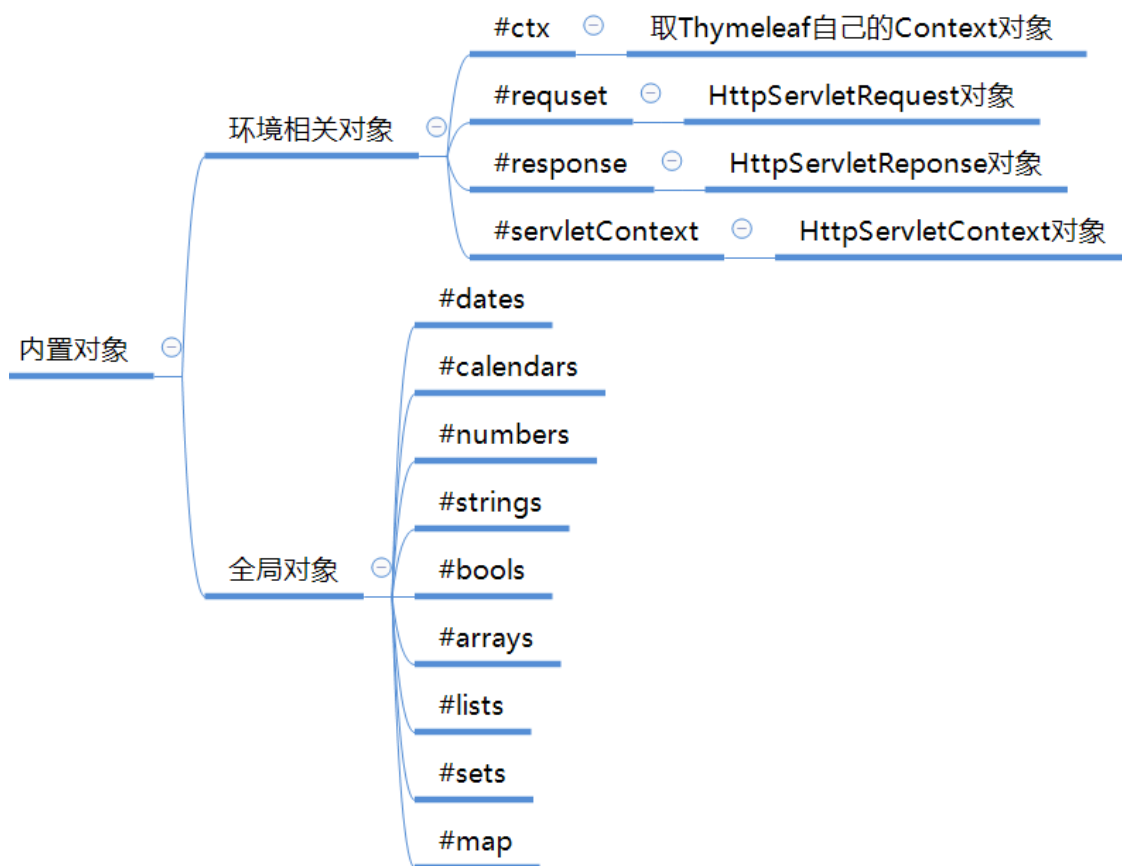 内置对象
环境相关对象
#ctx
取Thymeleaf自己的Context对象
#requset
HttpServletRequest对象
#response
HttpServletReponse对象
#servletContext
HttpServletContext对象
全局对象
#dates
#calendars
#numbers
#strings
#bools
#arrays
#lists
#sets
#map